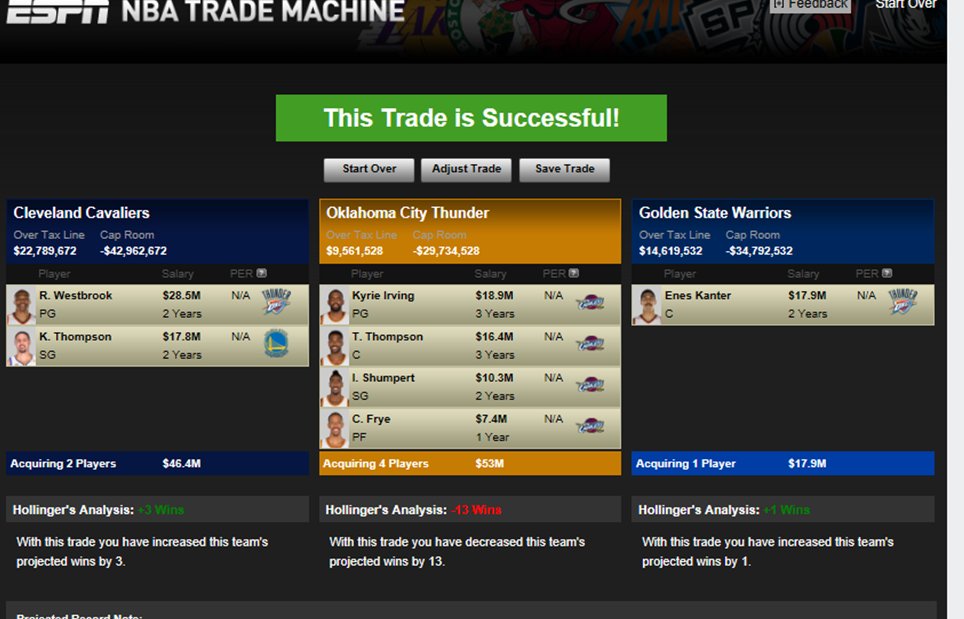 ESPN NBA TRADE MACHINE
[+] Feedback
Start Over
This Trade is Successful!
Start Over
Adjust Trade
Save Trade
Cleveland Cavaliers
Over Tax Line Cap Room
$22,789,672 -$42,962,672
Player Salary PER ?
R. Westbrook $28.5M N/A
PG 2 Years
K. Thompson $17.8M N/A
SG 2 Years
Acquiring 2 Players $46.4M
Hollinger's Analysis: +3 Wins
With this trade you have increased this team's
projected wins by 3.
Oklahoma City Thunder
Over Tax Line Cap Room
$9,561,528 -$29,734,528
Player Salary PER ?
Kyrie Irving $18.9M N/A
PG 3 Years
T. Thompson $16.4M N/A
C 3 Years
I. Shumpert $10.3M N/A
SG 2 Years
C. Frye $7.4M N/A
PF 1 Year
Acquiring 4 Players $53M
Hollinger's Analysis: -13 Wins
With this trade you have decreased this team's
projected wins by 13.
Golden State Warriors
Over Tax Line Cap Room
$14,619,532 -$34,792,532
Player Salary PER ?
Enes Kanter $17.9M N/A
C 2 Years
Acquiring 1 Player $17.9M
Hollinger's Analysis: +1 Wins
With this trade you have increased this team's
projected wins by 1.
Projected Record Note: